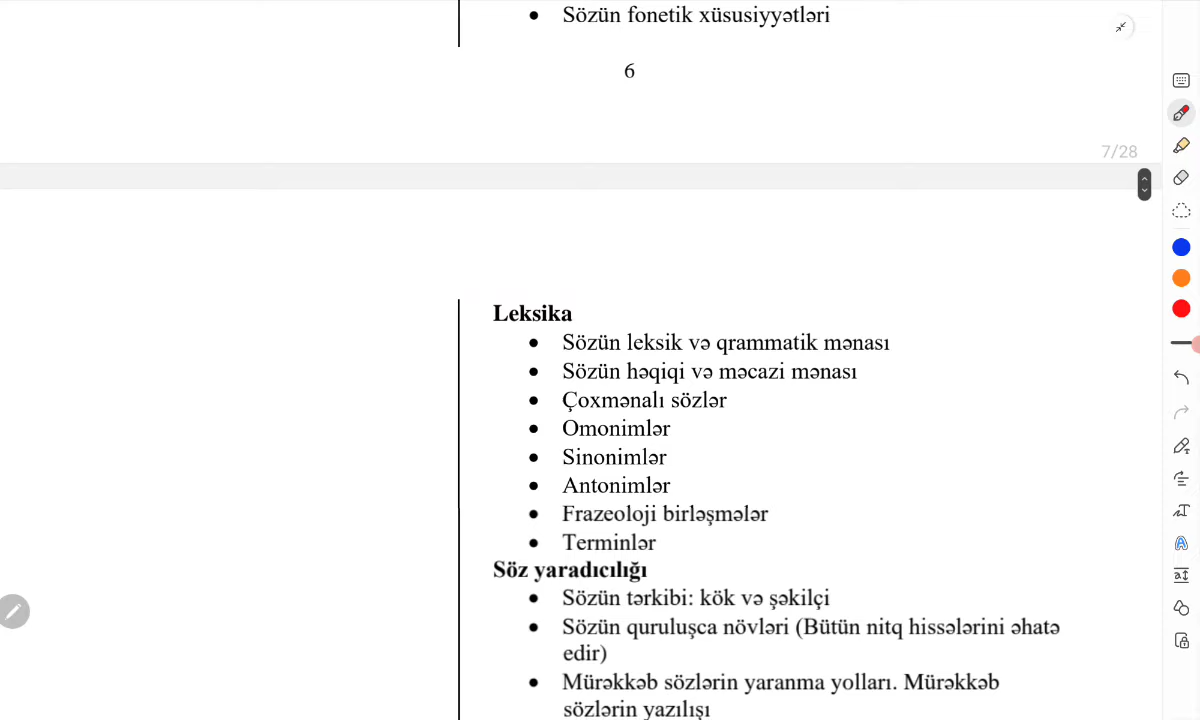 Sözün fonetik xüsusiyyətləri
6
7/28
Leksika
Sözün leksik və qrammatik mənası
Sözün həqiqi və məcazi mənası
Çoxmənalı sözlər
Omonimlər
Sinonimlər
Antonimlər
Frazeoloji birləşmələr
Terminlər
Söz yaradıcılığı
Sözün tərkibi: kök və şəkilçi
Sözün quruluşca növləri (Bütün nitq hissələrini əhatə
edir)
Mürəkkəb sözlərin yaranma yolları. Mürəkkəb
sözlərin yazılışı